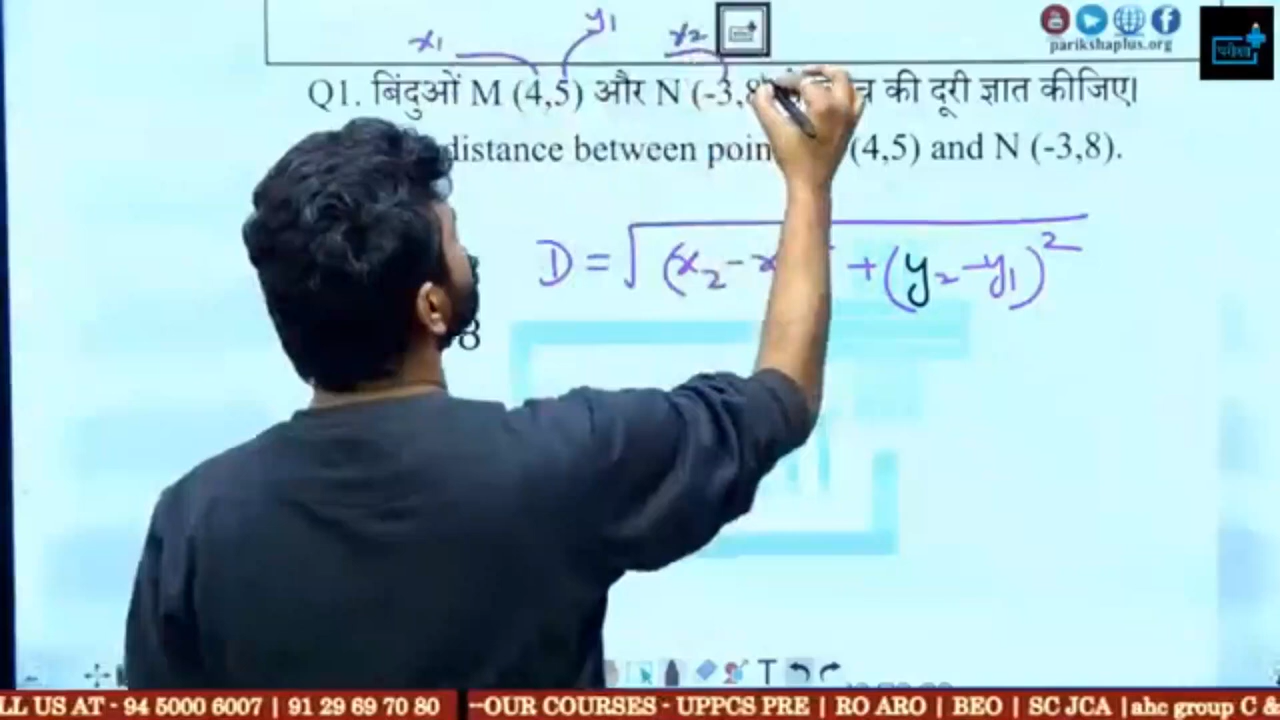 x₁ y₁ x₂
parikshaplus.org
परीक्षा
Q1. बिंदुओं M (4,5) और N (-3,8 की दूरी ज्ञात कीजिए।
distance between (4,5) and N (-3,8).
D = √(x₂ - + (y₂ - y₁)²
8
T
LL US AT - 94 5000 6007 | 91 29 69 70 80 --OUR COURSES - UPPCS PRE | RO ARO | BEO | SC JCA |ahc group C &